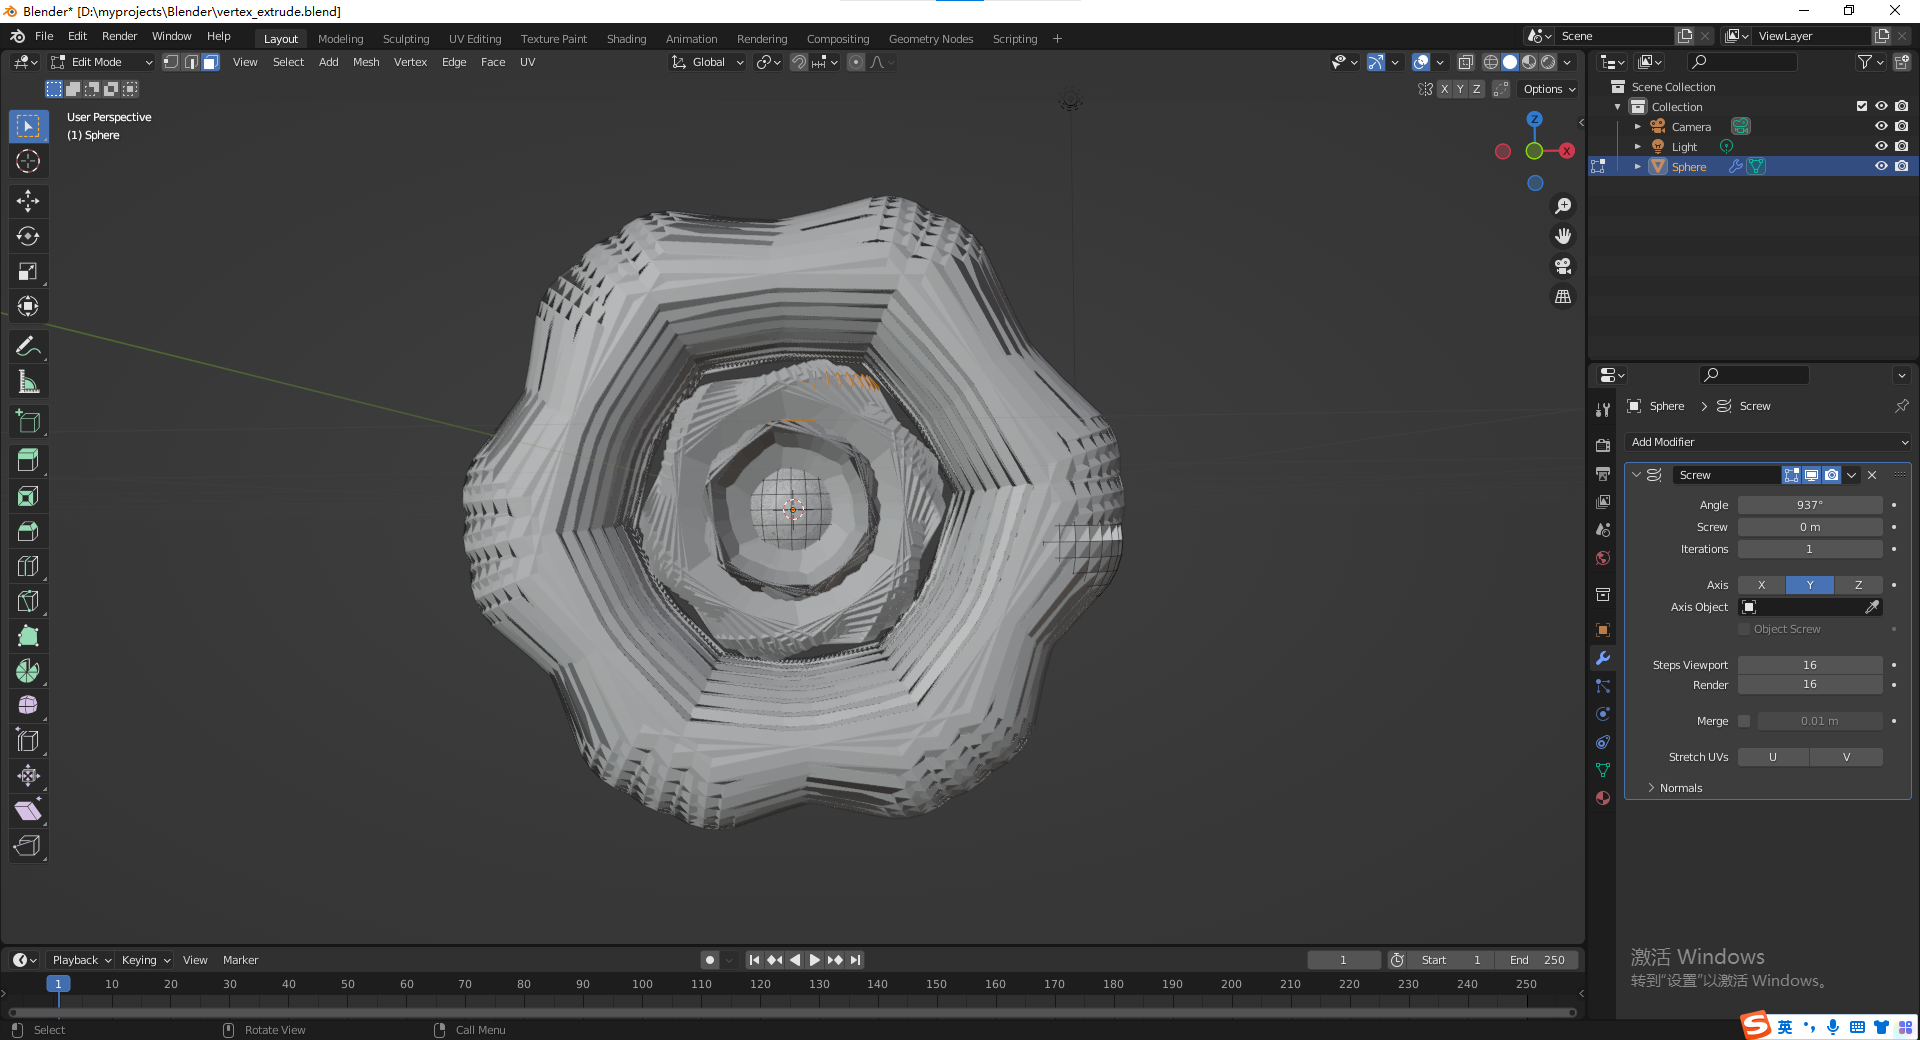 Blender* [D:\myprojects\Blender\vertex_extrude.blend]
File Edit Render Window Help Layout Modeling Sculpting UV Editing Texture Paint Shading Animation Rendering Compositing Geometry Nodes Scripting + Scene ViewLayer
Edit Mode View Select Add Mesh Vertex Edge Face UV Global
X Y Z Options
User Perspective
(1) Sphere
Z
X
Scene Collection
Collection
Camera
Light
Sphere
Sphere > Screw
Add Modifier
Screw
Angle 937°
Screw 0 m
Iterations 1
Axis X Y Z
Axis Object
Object Screw
Steps Viewport 16
Render 16
Merge 0.01 m
Stretch UVs U V
Normals
激活 Windows
转到“设置”以激活 Windows。
Playback Keying View Marker 1 Start 1 End 250
1 10 20 30 40 50 60 70 80 90 100 110 120 130 140 150 160 170 180 190 200 210 220 230 240 250
Select Rotate View Call Menu
S 英